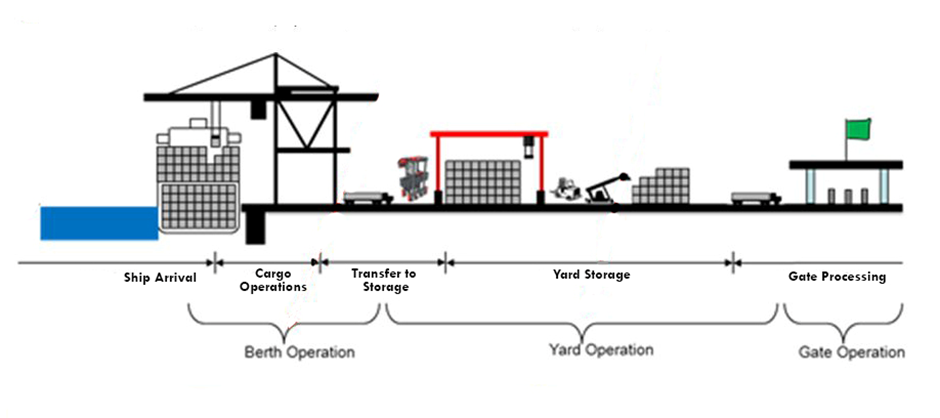 Ship Arrival
Cargo
Operations
Transfer to
Storage
Yard Storage
Gate Processing
Berth Operation
Yard Operation
Gate Operation